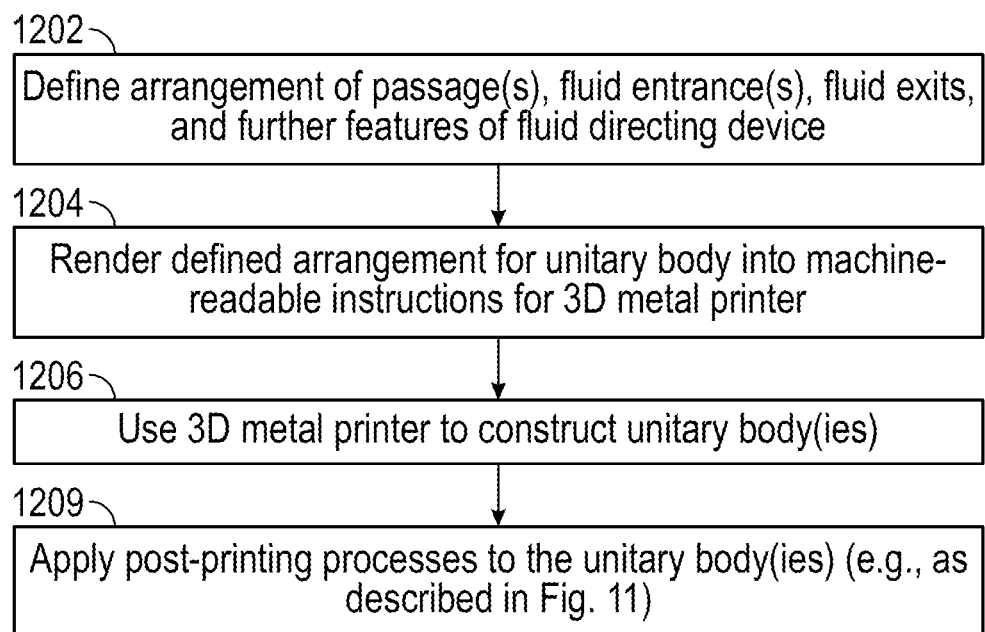 1202
Define arrangement of passage(s), fluid entrance(s), fluid exits,
and further features of fluid directing device
1204
Render defined arrangement for unitary body into machine-
readable instructions for 3D metal printer
1206
Use 3D metal printer to construct unitary body(ies)
1209
Apply post-printing processes to the unitary body(ies) (e.g., as
described in Fig. 11)